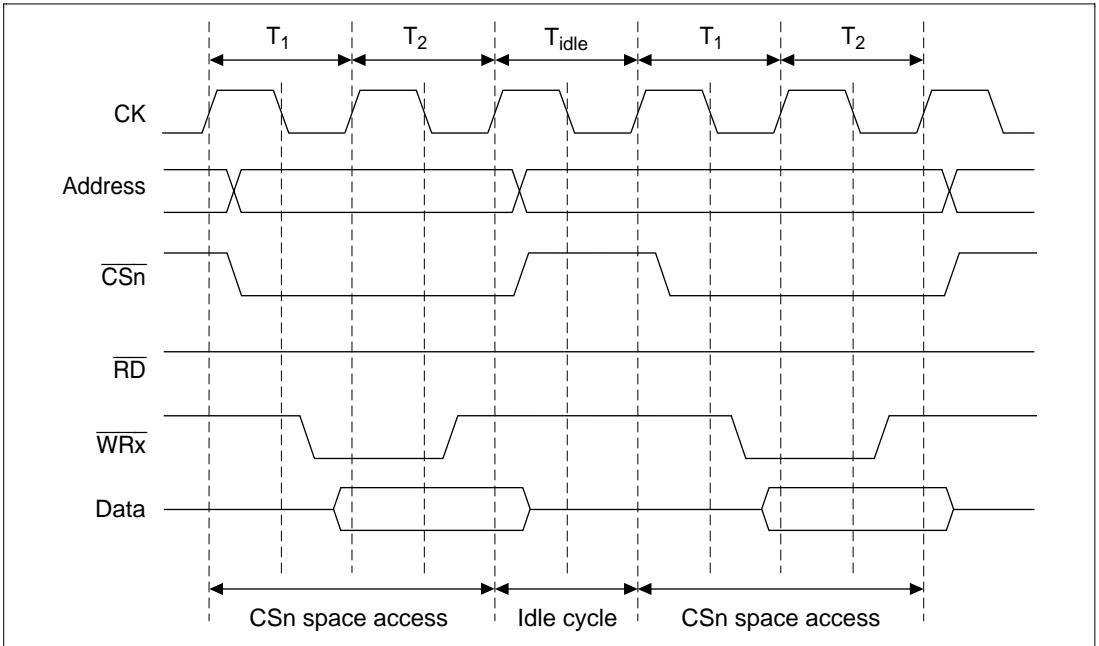 T1 T2 Tidle T1 T2
CK
Address
CSn
RD
WRx
Data
CSn space access Idle cycle CSn space access